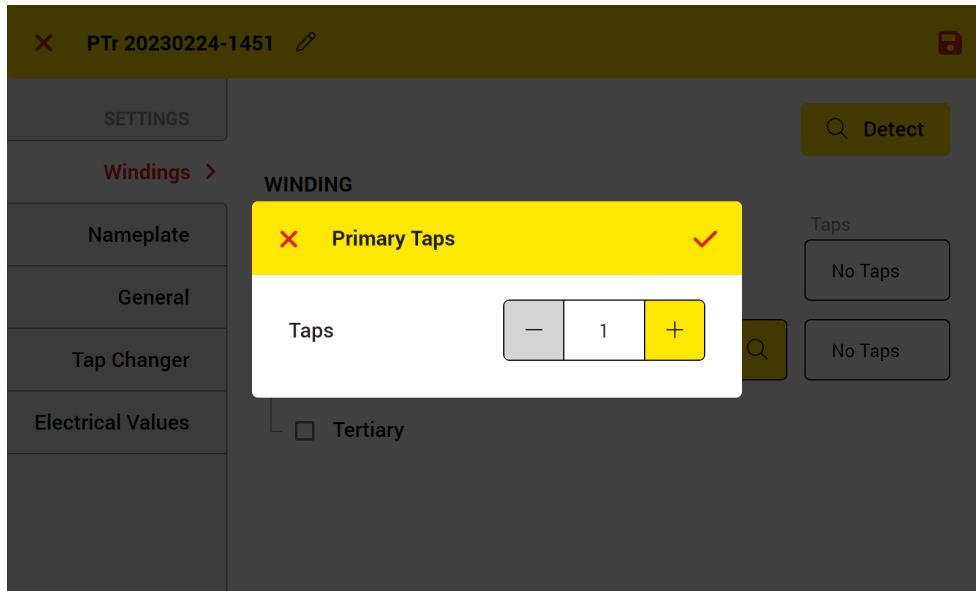 PTr 20230224-1451
SETTINGS
Detect
Windings
WINDING
Nameplate
Primary Taps
Taps
General
Taps
1
No Taps
Tap Changer
No Taps
Electrical Values
Tertiary